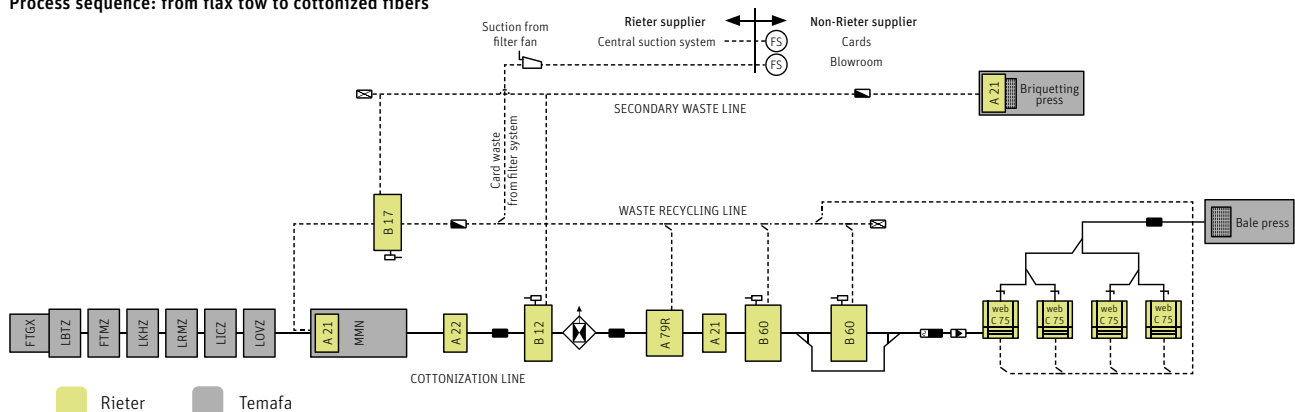 Process sequence: from flax tow to cottonized fibers
Suction from
filter fan
Rieter supplier
Non-Rieter supplier
Central suction system
FS
Cards
FS
Blowroom
SECONDARY WASTE LINE
A 21
Briquetting
press
Card waste
from filter system
B 17
WASTE RECYCLING LINE
Bale press
FTGX
LBTZ
FTMZ
LKHZ
LRMZ
LTCZ
LOVZ
A 21
MMN
A 22
B 12
A 79R
A 21
B 60
B 60
web
C 75
web
C 75
web
C 75
web
C 75
COTTONIZATION LINE
Rieter
Temafa